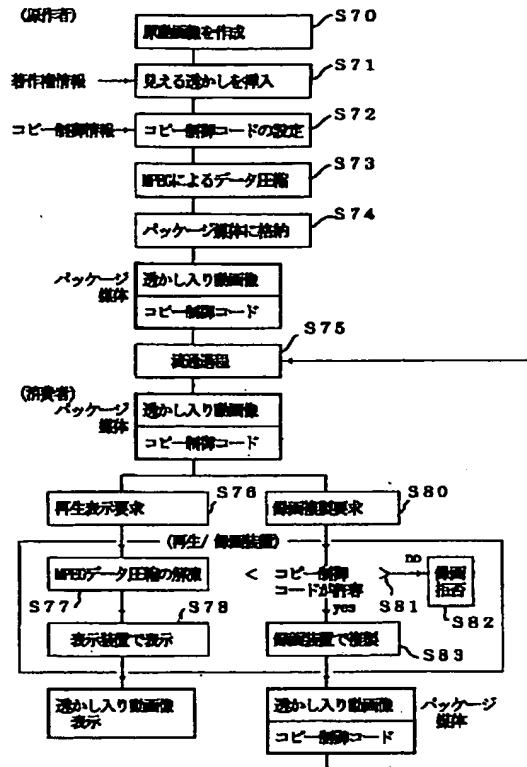 (原作者)
原動画像を作成
S70
著作権情報
見える透かしを挿入
S71
コピー制御情報
コピー制御コードの設定
S72
MPEGによるデータ圧縮
S73
パッケージ媒体に格納
S74
パッケージ
媒体
透かし入り動画像
コピー制御コード
流通過程
S75
(消費者)
パッケージ
媒体
透かし入り動画像
コピー制御コード
再生表示要求
S76
録画複製要求
S80
(再生/録画装置)
MPEGデータ圧縮の解凍
S77
< コピー制御
コードが許容 >
S81
no
録画
拒否
S82
yes
表示装置で表示
S78
録画装置で複製
S83
透かし入り動画像
表示
透かし入り動画像
コピー制御コード
パッケージ
媒体